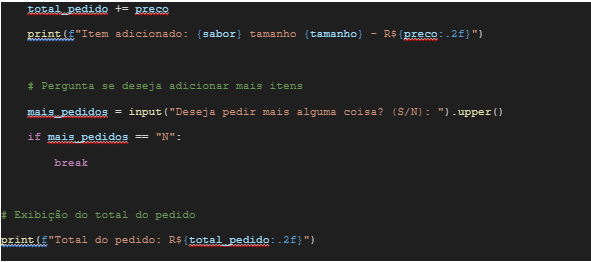 total_pedido += preco
print(f"Item adicionado: {sabor} tamanho {tamanho} - R${preco:.2f}")
# Pergunta se deseja adicionar mais itens
mais_pedidos = input("Deseja pedir mais alguma coisa? (S/N): ").upper()
if mais_pedidos == "N":
break
# Exibição do total do pedido
print(f"Total do pedido: R${total_pedido:.2f}")